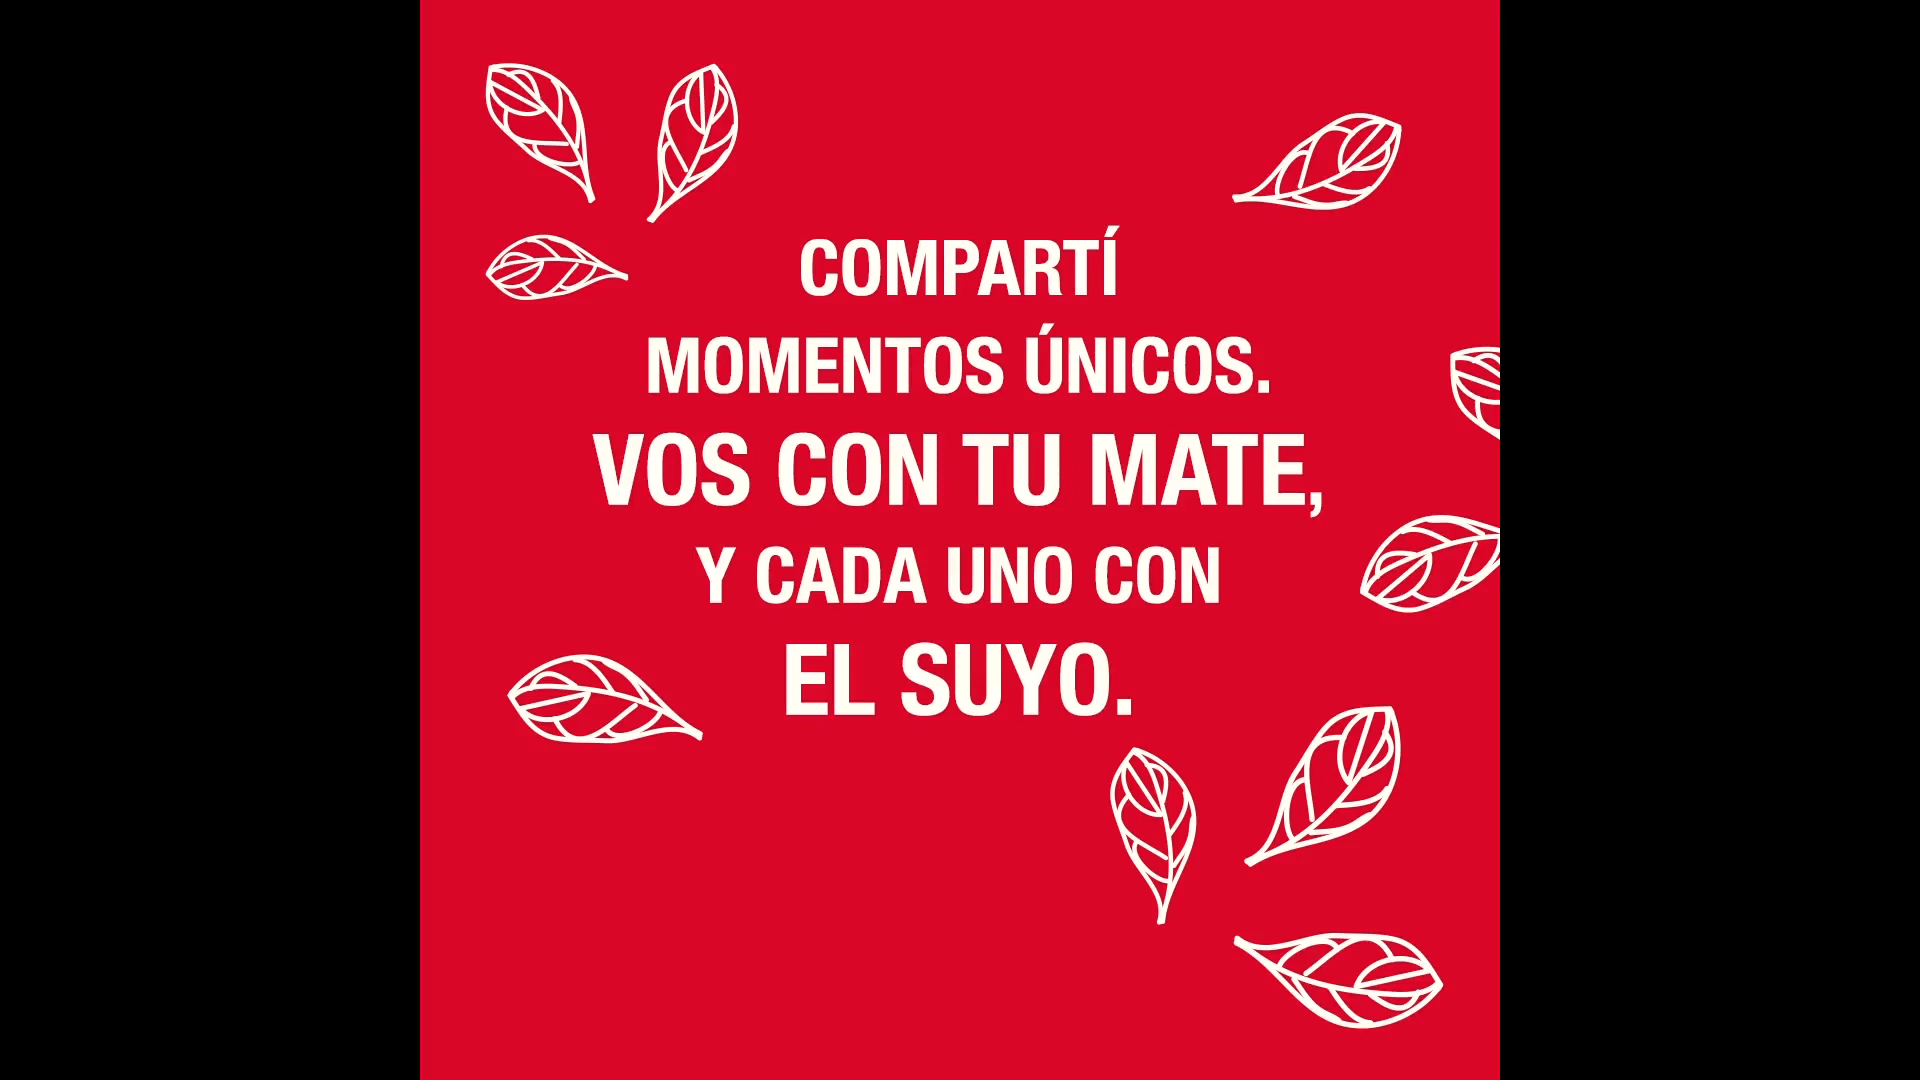 COMPARTÍ
MOMENTOS ÚNICOS.
VOS CON TU MATE,
Y CADA UNO CON
EL SUYO.